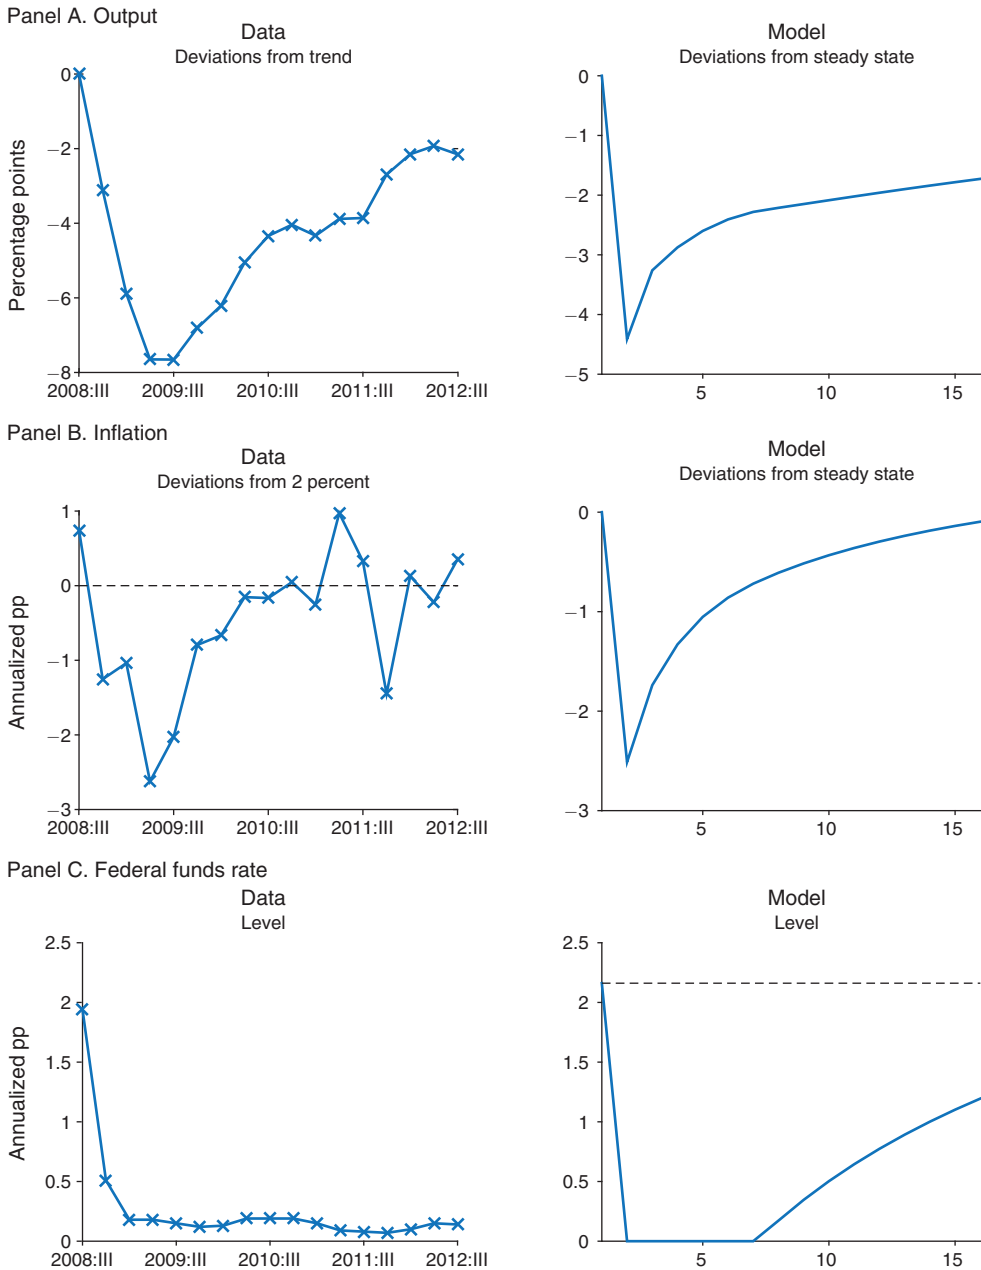 Panel A. Output
Data
Deviations from trend
Model
Deviations from steady state
Percentage points
0
−2
−4
−6
−8
2008:III
2009:III
2010:III
2011:III
2012:III
0
−1
−2
−3
−4
−5
5
10
15
Panel B. Inflation
Data
Deviations from 2 percent
Model
Deviations from steady state
Annualized pp
1
0
−1
−2
−3
2008:III
2009:III
2010:III
2011:III
2012:III
0
−1
−2
−3
5
10
15
Panel C. Federal funds rate
Data
Level
Model
Level
Annualized pp
2.5
2
1.5
1
0.5
0
2008:III
2009:III
2010:III
2011:III
2012:III
2.5
2
1.5
1
0.5
0
5
10
15